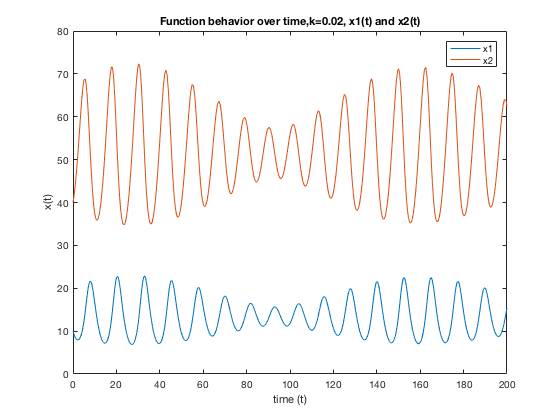 Function behavior over time,k=0.02, x1(t) and x2(t)
80
70
60
50
40
30
20
10
0
x(t)
x1
x2
0 20 40 60 80 100 120 140 160 180 200
time (t)